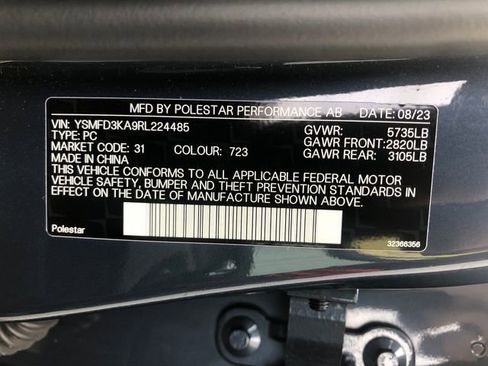 MFD BY POLESTAR PERFORMANCE AB DATE: 08/23
VIN: YSMFD3KA9RL224485 GVWR: 5735LB
TYPE: PC GAWR FRONT: 2820LB
MARKET CODE: 31 COLOUR: 723 GAWR REAR: 3105LB
MADE IN CHINA
THIS VEHICLE CONFORMS TO ALL APPLICABLE FEDERAL MOTOR
VEHICLE SAFETY, BUMPER AND THEFT PREVENTION STANDARDS IN
EFFECT ON THE DATE OF MANUFACTURE SHOWN ABOVE.
Polestar 32366356